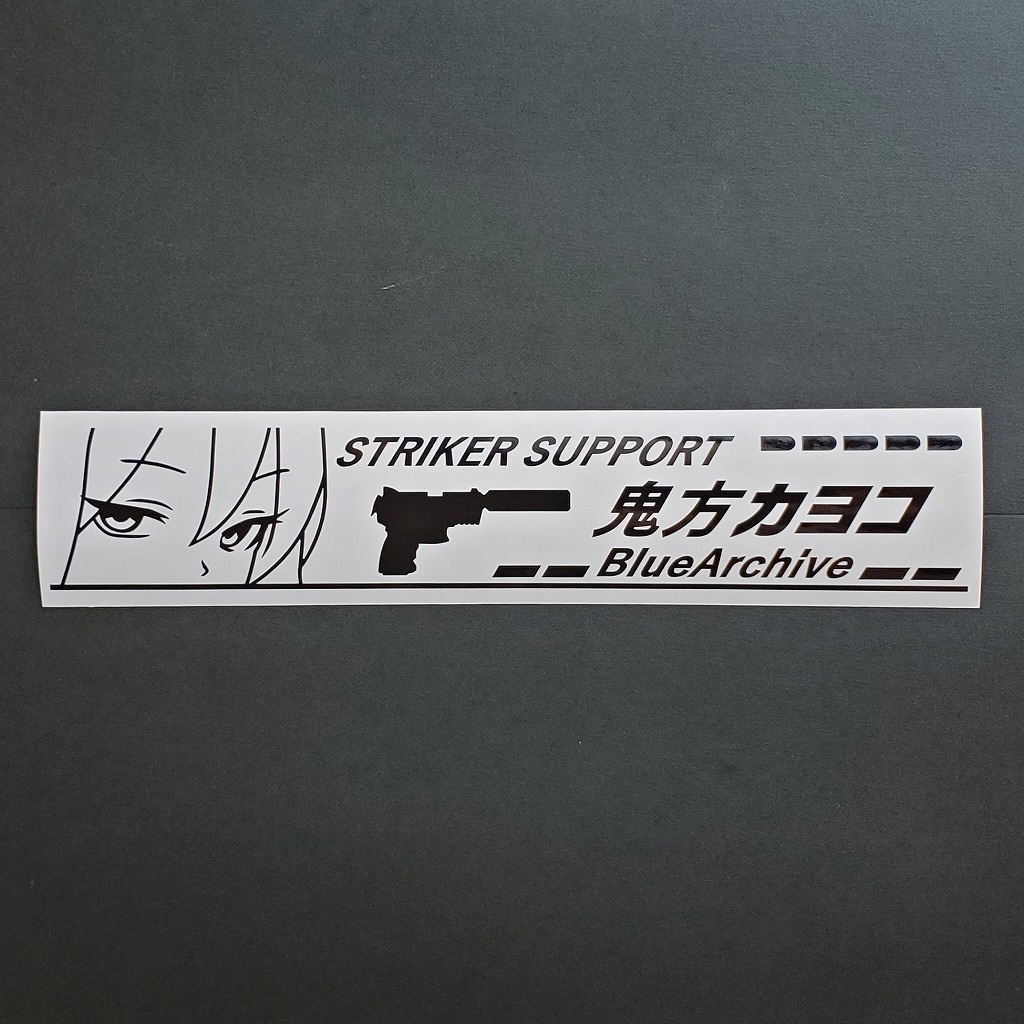 STRIKER SUPPORT
鬼方カヨコ
BlueArchive